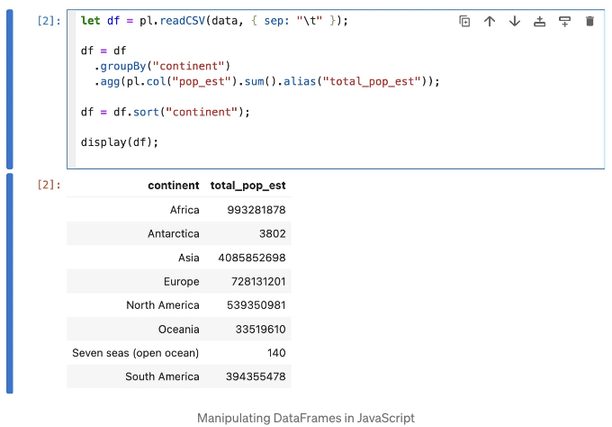 [2]: let df = pl.readCSV(data, { sep: "\t" });
df = df
.groupBy("continent")
.agg(pl.col("pop_est").sum().alias("total_pop_est"));
df = df.sort("continent");
display(df);
[2]: continent total_pop_est
Africa 993281878
Antarctica 3802
Asia 4085852698
Europe 728131201
North America 539350981
Oceania 33519610
Seven seas (open ocean) 140
South America 394355478
Manipulating DataFrames in JavaScript